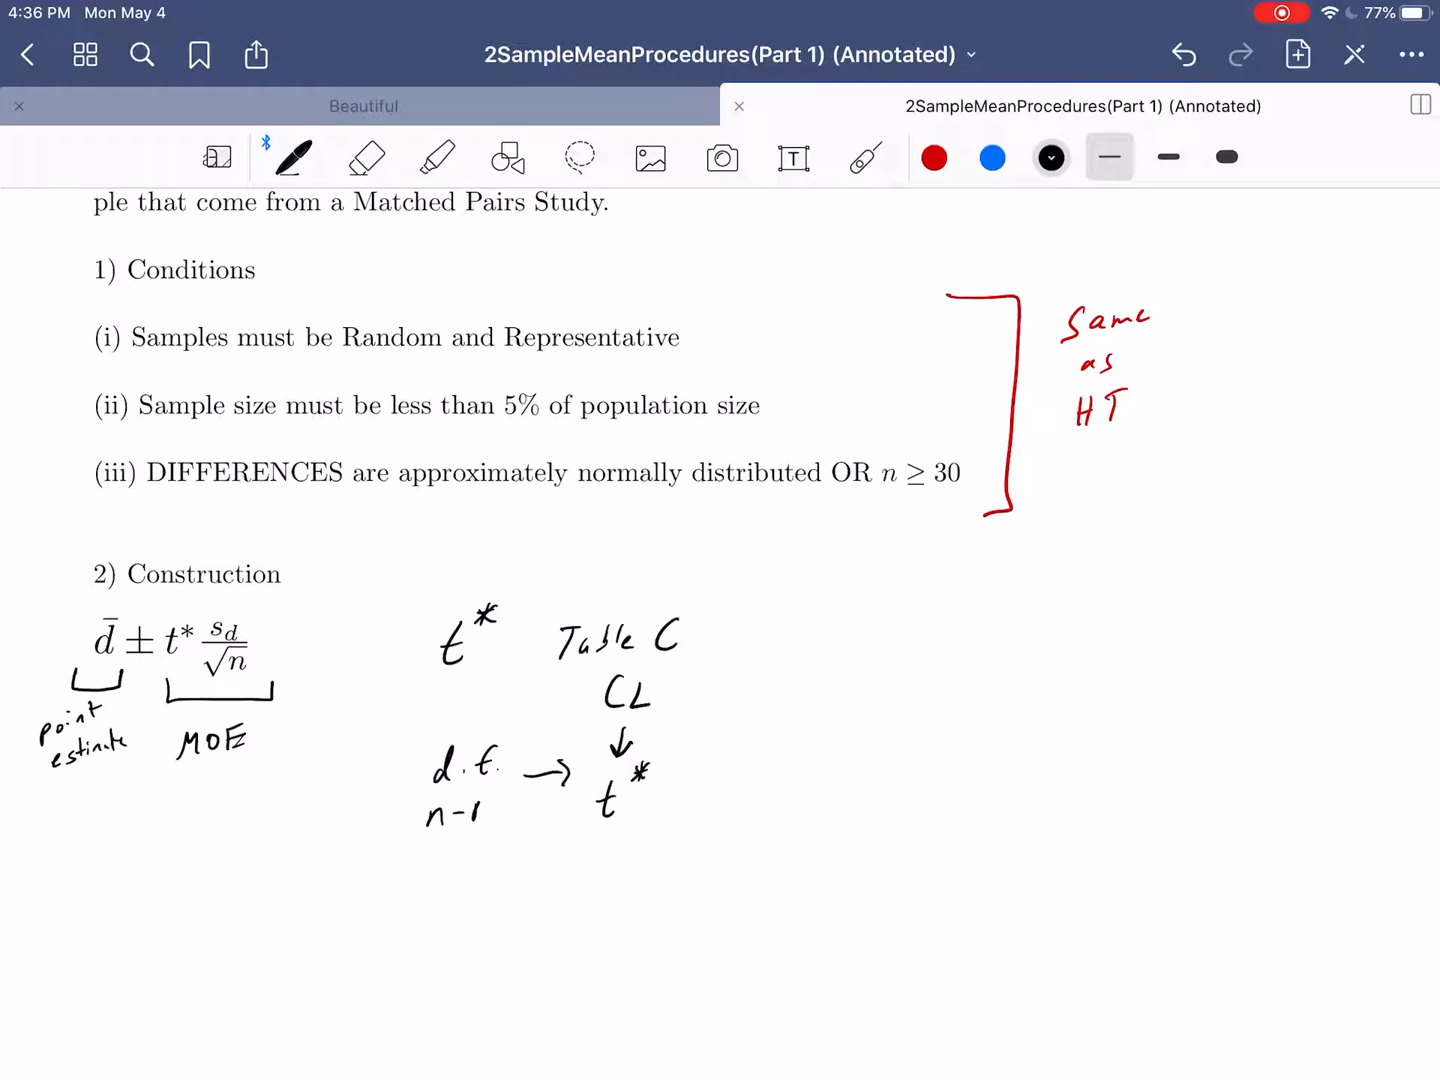 4:36 PM Mon May 4
77%
2SampleMeanProcedures(Part 1) (Annotated)
Beautiful
2SampleMeanProcedures(Part 1) (Annotated)
ple that come from a Matched Pairs Study.
1) Conditions
(i) Samples must be Random and Representative
(ii) Sample size must be less than 5% of population size
(iii) DIFFERENCES are approximately normally distributed OR n ≥ 30
Same
as
HT
2) Construction
d̄ ± t* s_d/√n
point
estimate
MOE
t* Table C
CL
↓
d.f. → t*
n-1